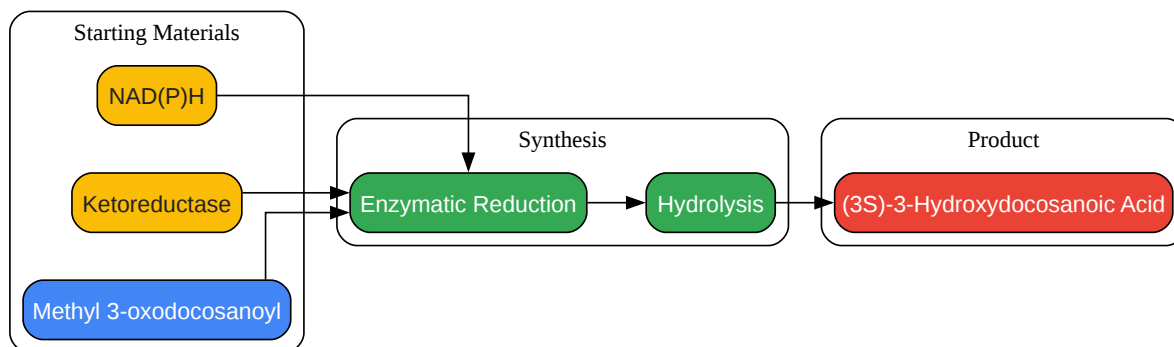 Starting Materials
NAD(P)H
Ketoreductase
Methyl 3-oxodocosanoyl
Synthesis
Enzymatic Reduction
Hydrolysis
Product
(3S)-3-Hydroxydocosanoic Acid